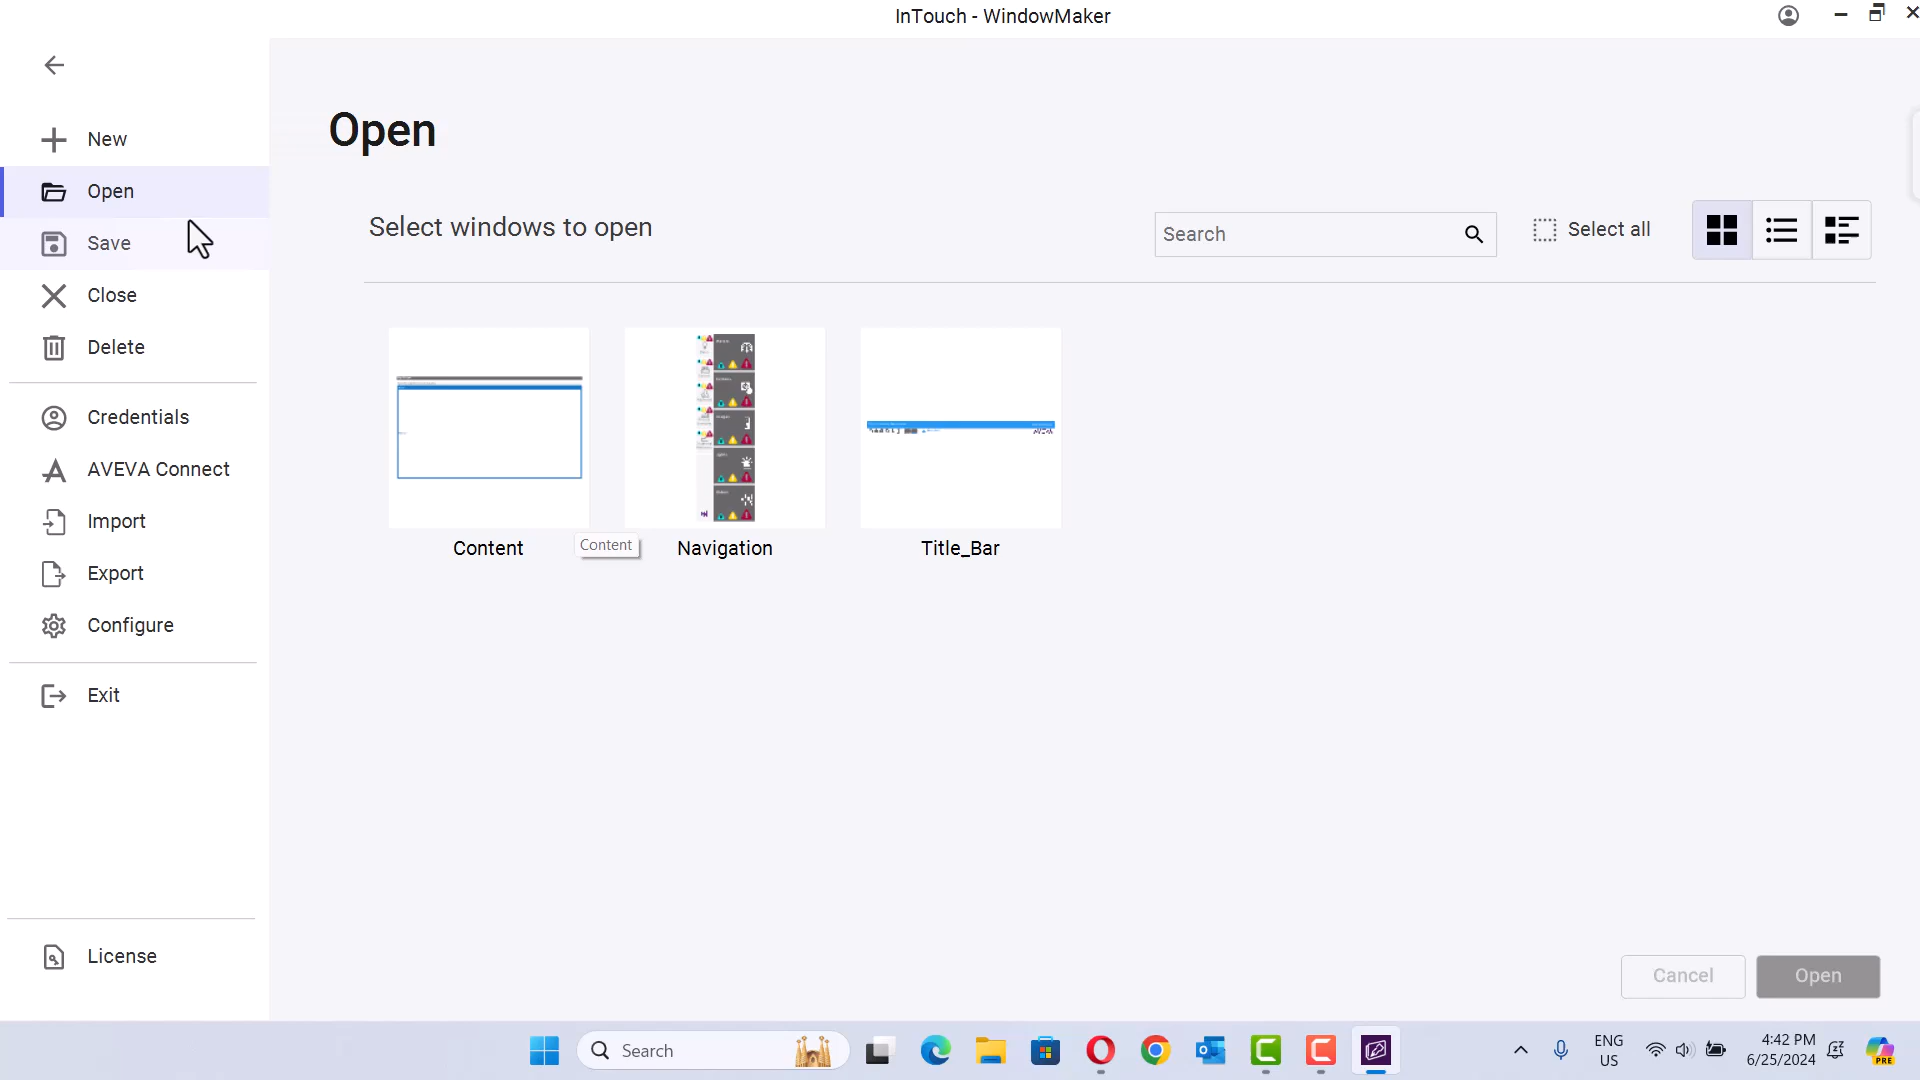 InTouch - WindowMaker
New
Open
Save
Close
Delete
Credentials
AVEVA Connect
Import
Export
Configure
Exit
License
Open
Select windows to open
Search
Select all
Content
Content
Navigation
Title_Bar
AVEVA
Cancel
Open
Search
ENG
US
4:42 PM
6/25/2024
PRE